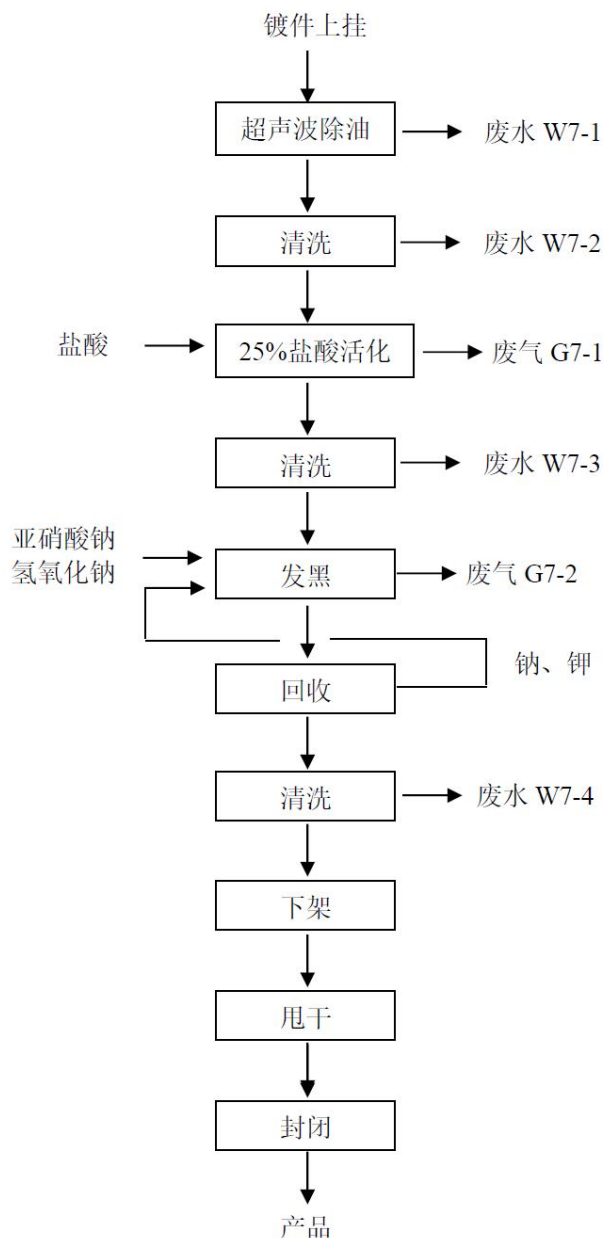 镀件上挂
超声波除油
废水 W7-1
清洗
废水 W7-2
盐酸
25%盐酸活化
废气 G7-1
清洗
废水 W7-3
亚硝酸钠
氢氧化钠
发黑
废气 G7-2
回收
钠、钾
清洗
废水 W7-4
下架
甩干
封闭
产品